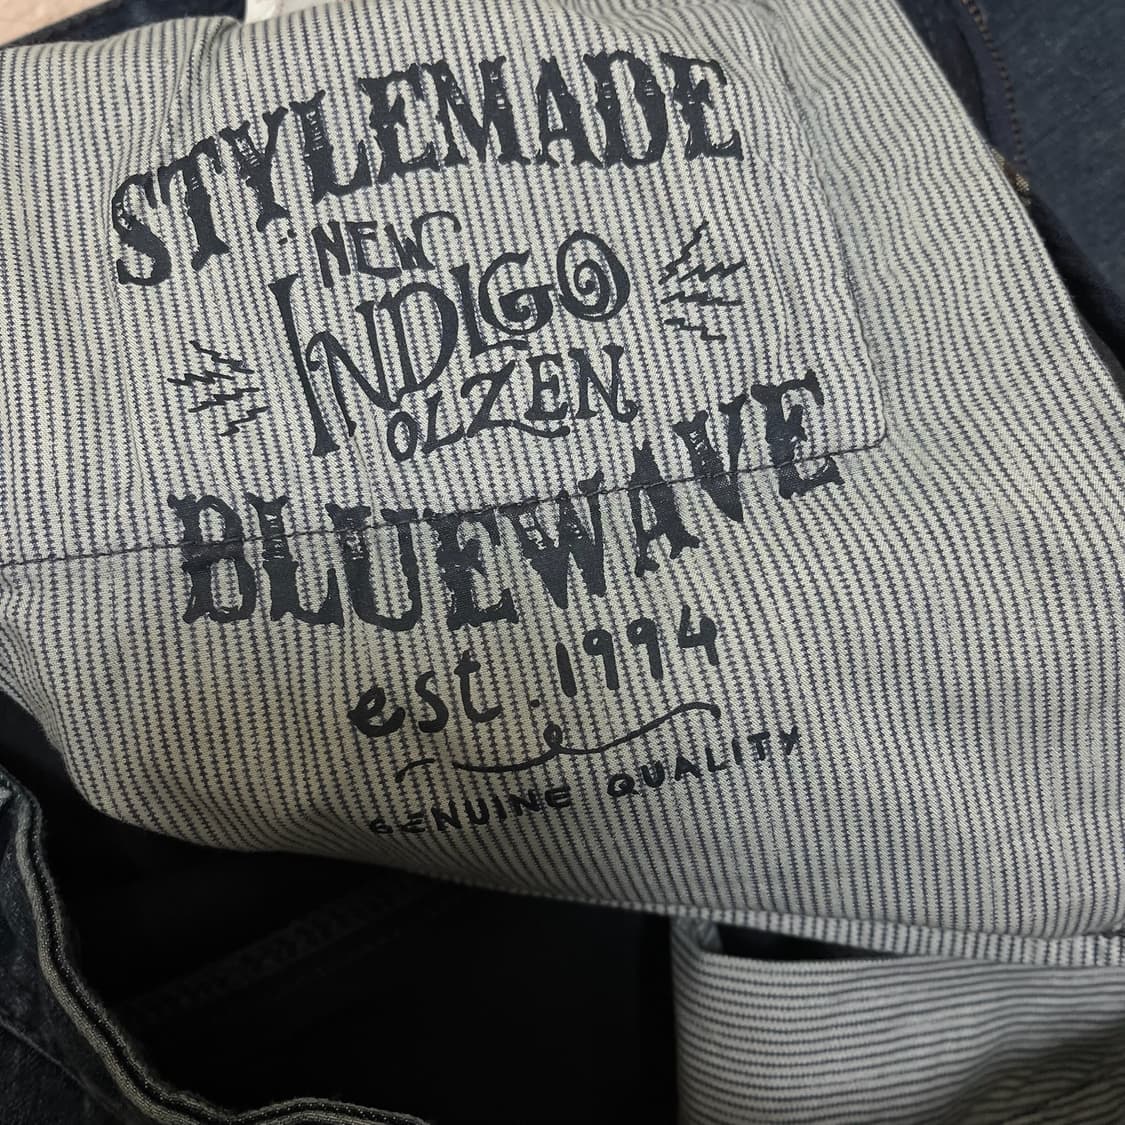 STYLEMADE
NEW
INDIGO
OLZEN
BLUEWAVE
est. 1994
GENUINE QUALITY